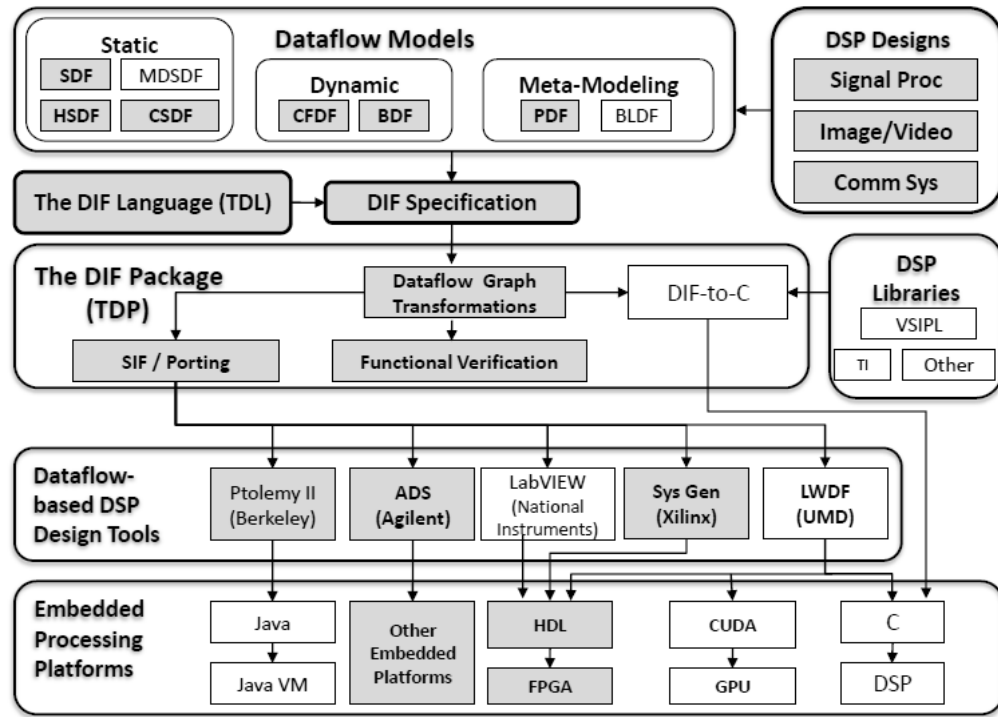 Dataflow Models
Static
SDF
MDSDF
HSDF
CSDF
Dynamic
CFDF
BDF
Meta-Modeling
PDF
BLDF
DSP Designs
Signal Proc
Image/Video
Comm Sys
The DIF Language (TDL)
DIF Specification
The DIF Package
(TDP)
Dataflow Graph
Transformations
DIF-to-C
SIF / Porting
Functional Verification
DSP
Libraries
VSIPL
TI
Other
Dataflow-
based DSP
Design Tools
Ptolemy II
(Berkeley)
ADS
(Agilent)
LabVIEW
(National
Instruments)
Sys Gen
(Xilinx)
LWDF
(UMD)
Embedded
Processing
Platforms
Java
Java VM
Other
Embedded
Platforms
HDL
FPGA
CUDA
GPU
C
DSP